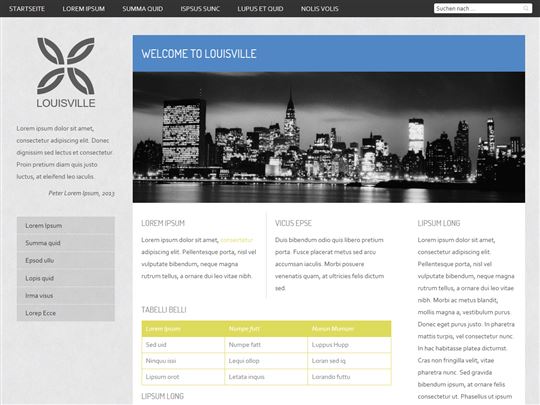 STARTSEITE LOREM IPSUM SUMMA QUID ISPSUS SUNC LUPUS ET QUID NOLIS VOLIS Suchen nach ...
LOUISVILLE
Lorem ipsum dolor sit amet,
consectetur adipiscing elit. Donec
dignissim sed lectus et consectetur.
Proin pretium diam quis justo
luctus, at eleifend leo iaculis.
Peter Lorem Ipsum, 2013
Lorem Ipsum
Summa quid
Epsod ullu
Lopis quid
Irma visus
Lorep Ecce
WELCOME TO LOUISVILLE
LOREM IPSUM
Lorem ipsum dolor sit amet, consectetur
adipiscing elit. Pellentesque porta, nisl vel
vulputate bibendum, neque magna
rutrum tellus, a ornare dui leo vitae nibh.
VICUS EPSE
Duis bibendum odio quis libero pretium
porta. Fusce placerat metus sed arcu
accumsan iaculis. Morbi posuere
venenatis quam, at ultricies felis dictum
sed.
TABELLI BELLI
Lorem Ipsum Numpe futt Harun Mumium
Sed uid Numpe fatt Luppus Hupp
Ninquu issi Lequi ollop Loran sed iq
Lipsum orot Letata inquis Lorando futtu
LIPSUM LONG
LIPSUM LONG
Lorem ipsum dolor sit
amet, consectetur
adipiscing elit.
Pellentesque porta, nisl
vel vulputate bibendum,
neque magna rutrum
tellus, a ornare dui leo
vitae nibh.
Morbi ac metus blandit,
mollis magna a, vestibulum purus.
Donec et turpis justo. In
pharetra mattis turpis,
nec hendrerit turpis.
In hac habitasse
platea dictumst.
Cras non fringilla velit, vitae
pharetra nisl. Sed gravida
bibendum ipsum, at ornare felis
consectetur ut.
Phasellus ut ipsum